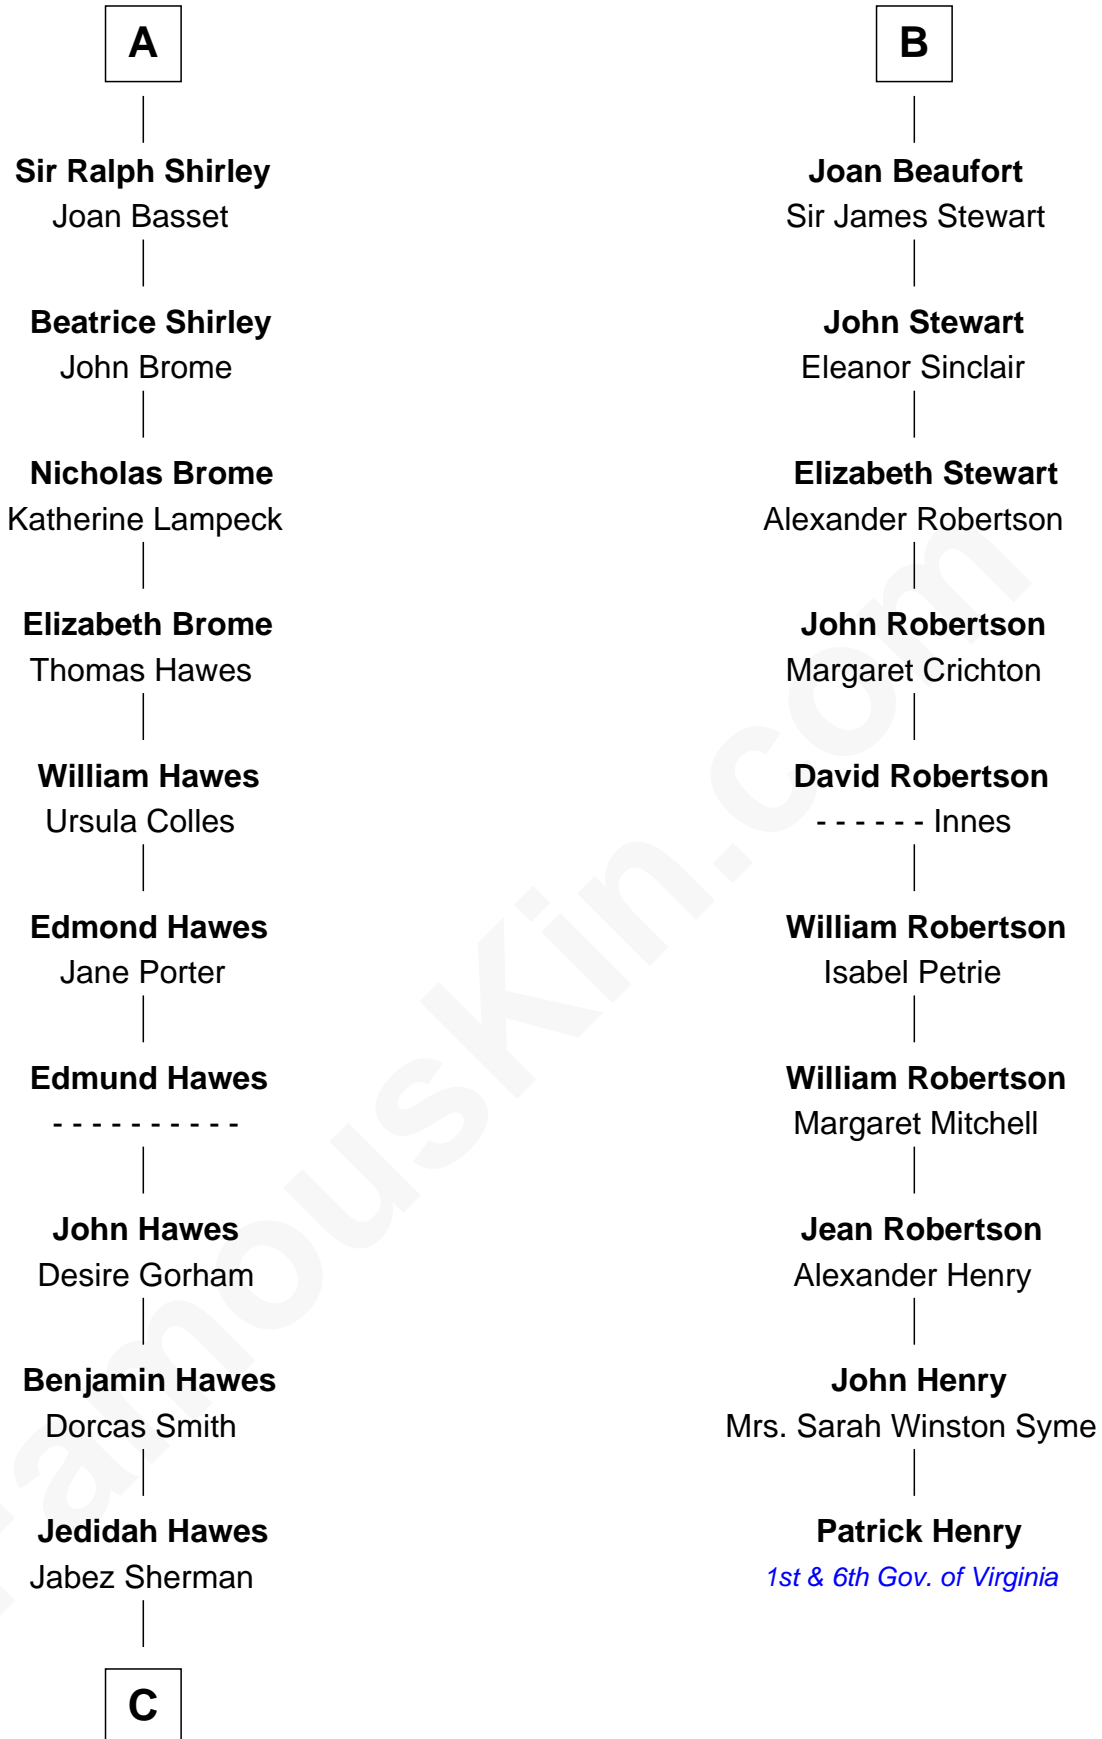 A
Sir Ralph Shirley
Joan Basset
Beatrice Shirley
John Brome
Nicholas Brome
Katherine Lampeck
Elizabeth Brome
Thomas Hawes
William Hawes
Ursula Colles
Edmond Hawes
Jane Porter
Edmund Hawes
- - - - - - - - - -
John Hawes
Desire Gorham
Benjamin Hawes
Dorcas Smith
Jedidah Hawes
Jabez Sherman
C
B
Joan Beaufort
Sir James Stewart
John Stewart
Eleanor Sinclair
Elizabeth Stewart
Alexander Robertson
John Robertson
Margaret Crichton
David Robertson
- - - - - - Innes
William Robertson
Isabel Petrie
William Robertson
Margaret Mitchell
Jean Robertson
Alexander Henry
John Henry
Mrs. Sarah Winston Syme
Patrick Henry
1st & 6th Gov. of Virginia
FamousKin.com